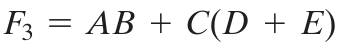 F₃ = AB + C(D + E)